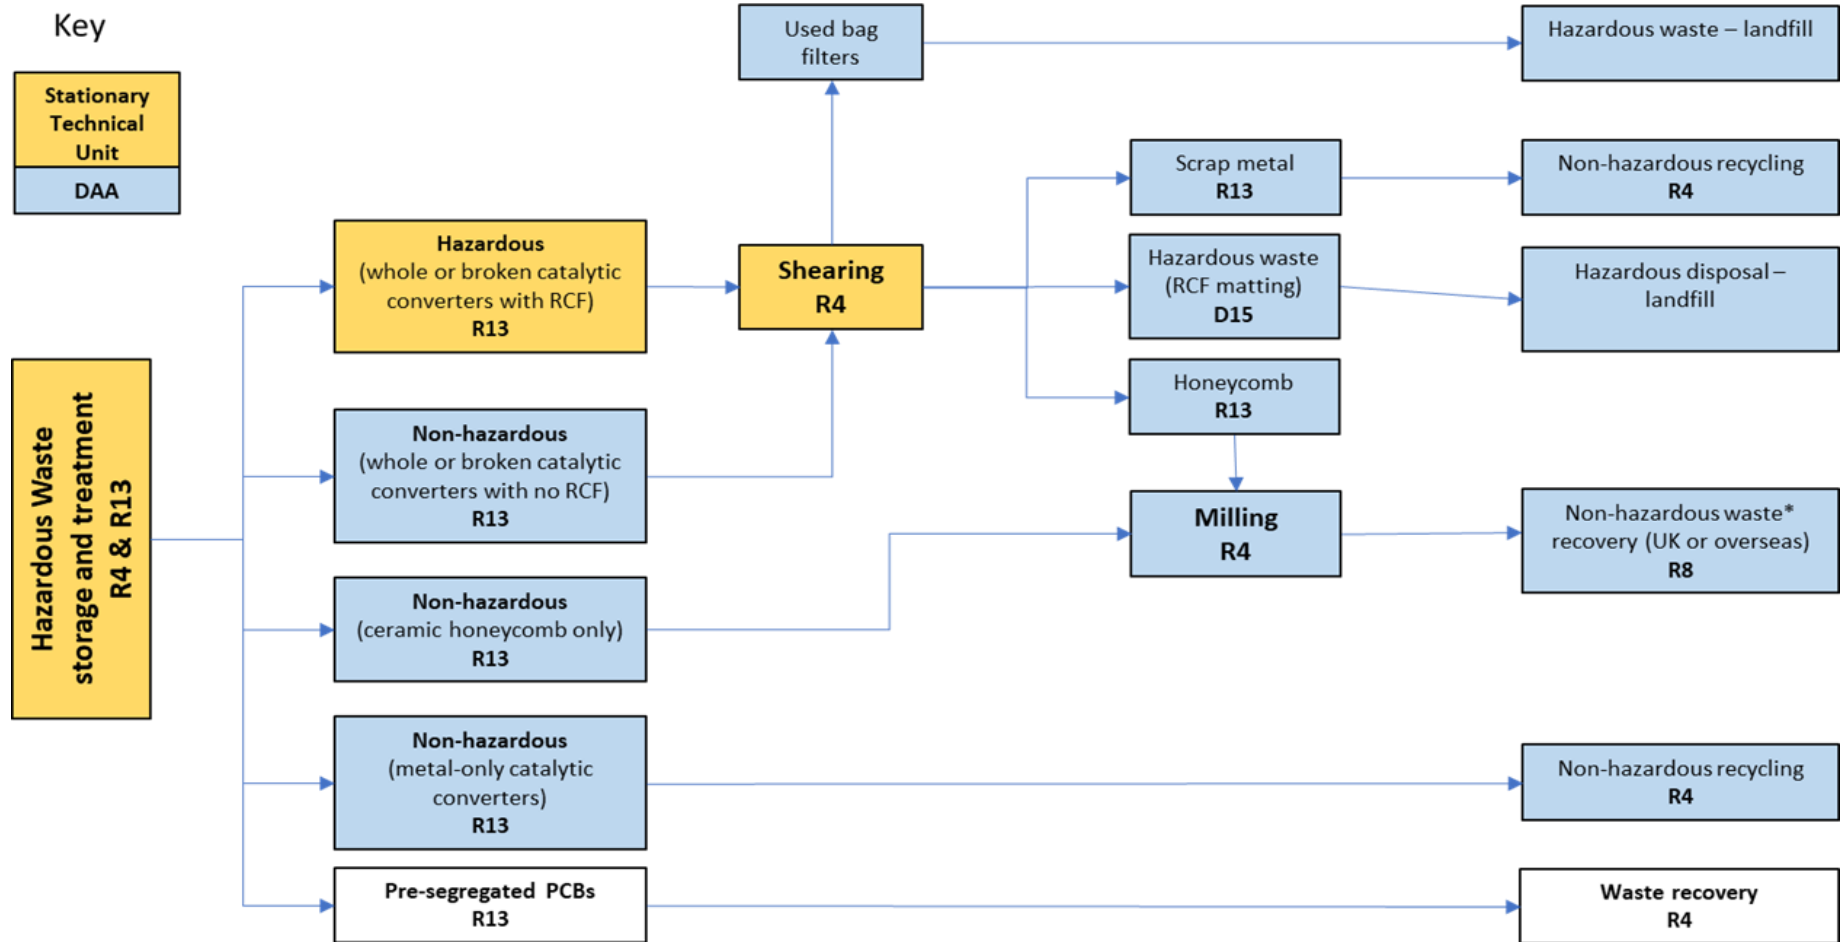 Key
Stationary
Technical
Unit
DAA
Hazardous Waste
storage and treatment
R4 & R13
Hazardous
(whole or broken catalytic
converters with RCF)
R13
Non-hazardous
(whole or broken catalytic
converters with no RCF)
R13
Non-hazardous
(ceramic honeycomb only)
R13
Non-hazardous
(metal-only catalytic
converters)
R13
Pre-segregated PCBs
R13
Used bag
filters
Shearing
R4
Scrap metal
R13
Hazardous waste
(RCF matting)
D15
Honeycomb
R13
Milling
R4
Hazardous waste – landfill
Non-hazardous recycling
R4
Hazardous disposal –
landfill
Non-hazardous waste*
recovery (UK or overseas)
R8
Non-hazardous recycling
R4
Waste recovery
R4